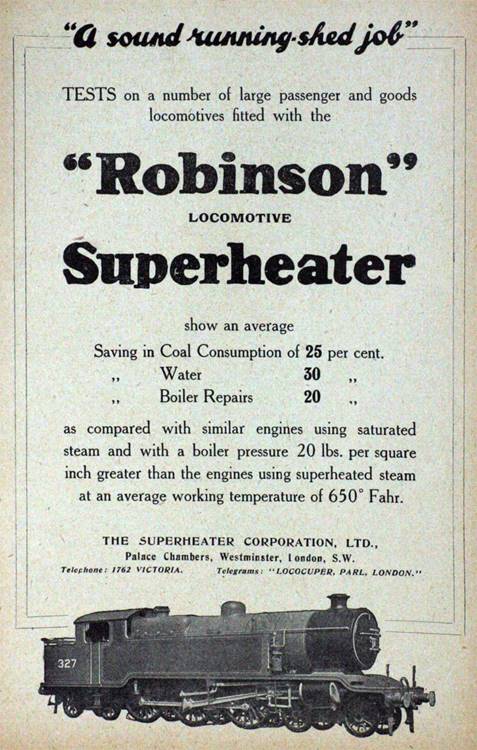 "A sound running-shed job"
TESTS on a number of large passenger and goods
locomotives fitted with the
"Robinson"
LOCOMOTIVE
Superheater
show an average
Saving in Coal Consumption of 25 per cent.
,, Water 30 ,,
,, Boiler Repairs 20 ,,
as compared with similar engines using saturated
steam and with a boiler pressure 20 lbs. per square
inch greater than the engines using superheated steam
at an average working temperature of 650° Fahr.
THE SUPERHEATER CORPORATION, LTD.,
Palace Chambers, Westminster, London, S.W.
Telephone: 1762 VICTORIA. Telegrams: "LOCOCUPER, PARL, LONDON."
327